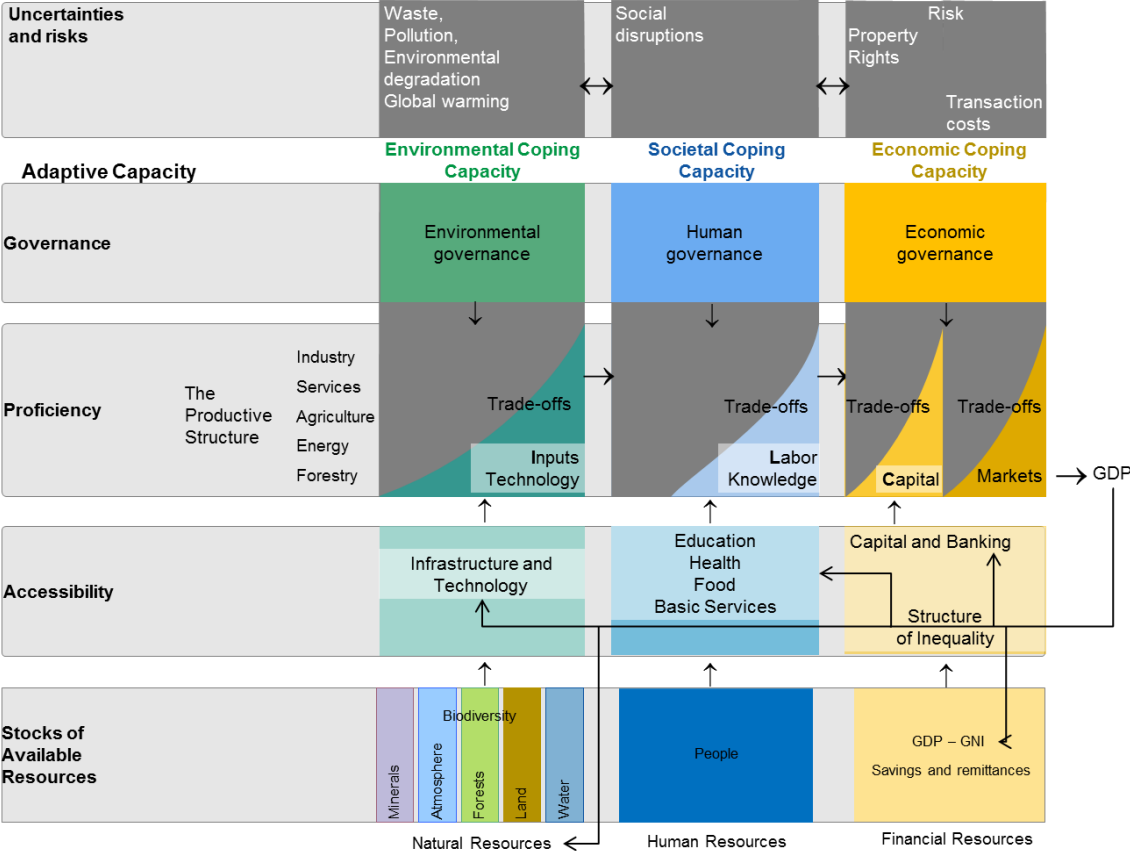 Uncertainties
and risks
Waste,
Pollution,
Environmental
degradation
Global warming
Social
disruptions
Risk
Property
Rights
Transaction
costs
Adaptive Capacity
Environmental Coping
Capacity
Societal Coping
Capacity
Economic Coping
Capacity
Governance
Environmental
governance
Human
governance
Economic
governance
Proficiency
The
Productive
Structure
Industry
Services
Agriculture
Energy
Forestry
Trade-offs
Inputs
Technology
Trade-offs
Labor
Knowledge
Trade-offs
Capital
Trade-offs
Markets
GDP
Accessibility
Infrastructure and
Technology
Education
Health
Food
Basic Services
Capital and Banking
Structure
of Inequality
Stocks of
Available
Resources
Biodiversity
Minerals
Atmosphere
Forests
Land
Water
People
GDP – GNI
Savings and remittances
Natural Resources
Human Resources
Financial Resources